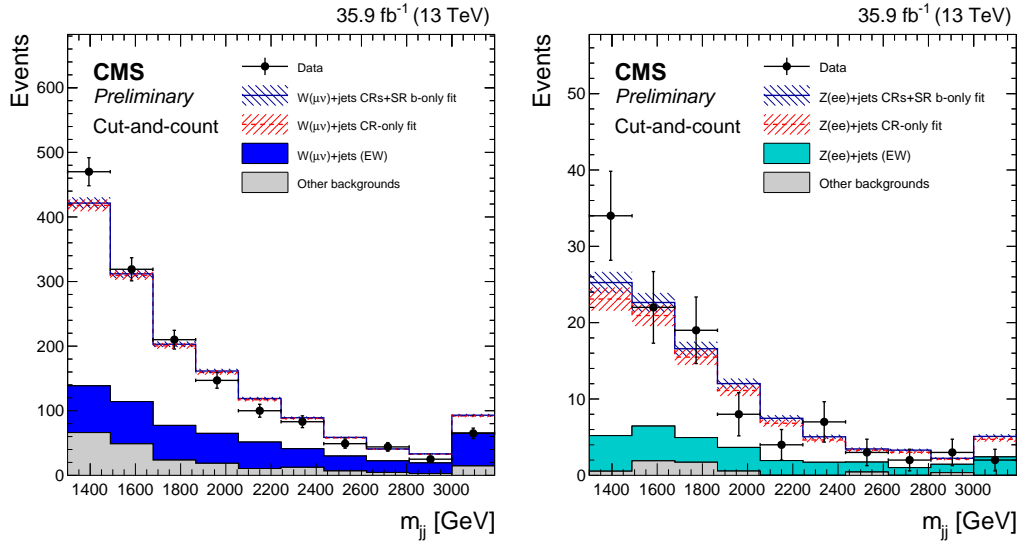 35.9 fb⁻¹ (13 TeV)
Events
CMS
Preliminary
Cut-and-count
Data
W(μν)+jets CRs+SR b-only fit
W(μν)+jets CR-only fit
W(μν)+jets (EW)
Other backgrounds
600
500
400
300
200
100
0
1400 1600 1800 2000 2200 2400 2600 2800 3000
m_jj [GeV]
35.9 fb⁻¹ (13 TeV)
Events
CMS
Preliminary
Cut-and-count
Data
Z(ee)+jets CRs+SR b-only fit
Z(ee)+jets CR-only fit
Z(ee)+jets (EW)
Other backgrounds
50
40
30
20
10
0
1400 1600 1800 2000 2200 2400 2600 2800 3000
m_jj [GeV]